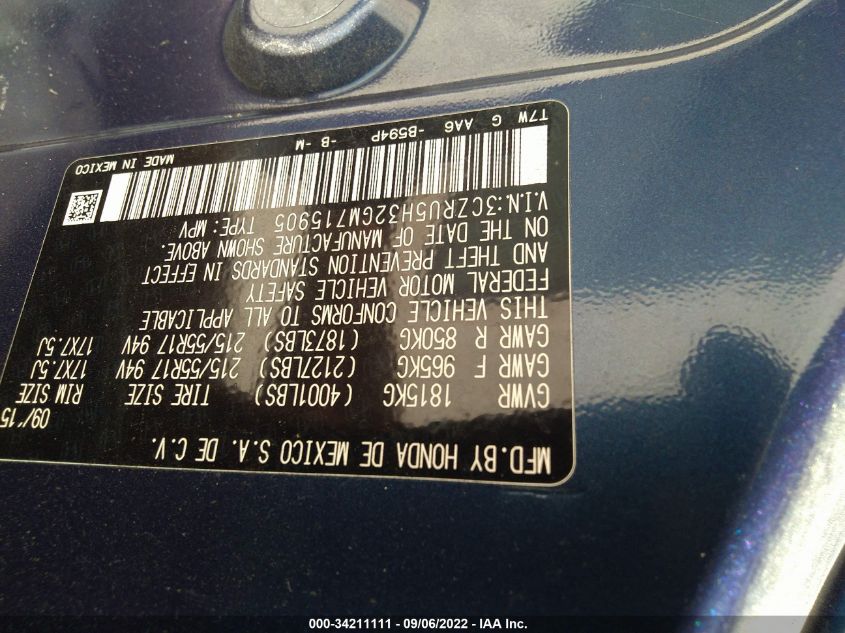 MFD.BY HONDA DE MEXICO S.A. DE C.V. 09/15
GVWR 1815KG (4001LBS) TIRE SIZE RIM SIZE
GAWR F 965KG (2127LBS) 215/55R17 94V 17X7.5J
GAWR R 850KG (1873LBS) 215/55R17 94V 17X7.5J
THIS VEHICLE CONFORMS TO ALL APPLICABLE
FEDERAL MOTOR VEHICLE SAFETY
AND THEFT PREVENTION STANDARDS IN EFFECT
ON THE DATE OF MANUFACTURE SHOWN ABOVE.
V.I.N:3CZRU5H32GM715905 TYPE: MPV
T7W G AA6 -B594P -B -M MADE IN MEXICO
000-34211111 - 09/06/2022 - IAA Inc.